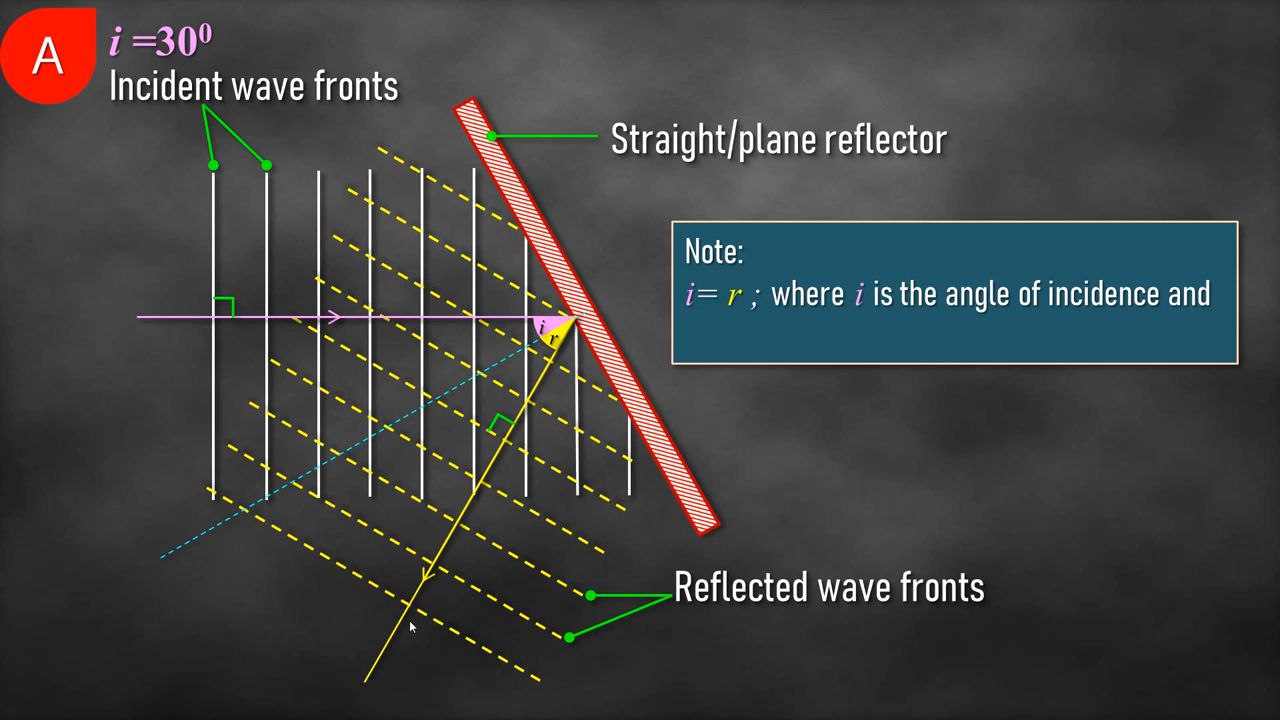 A
i =30⁰
Incident wave fronts
Straight/plane reflector
Note:
i= r ; where i is the angle of incidence and
i
r
Reflected wave fronts